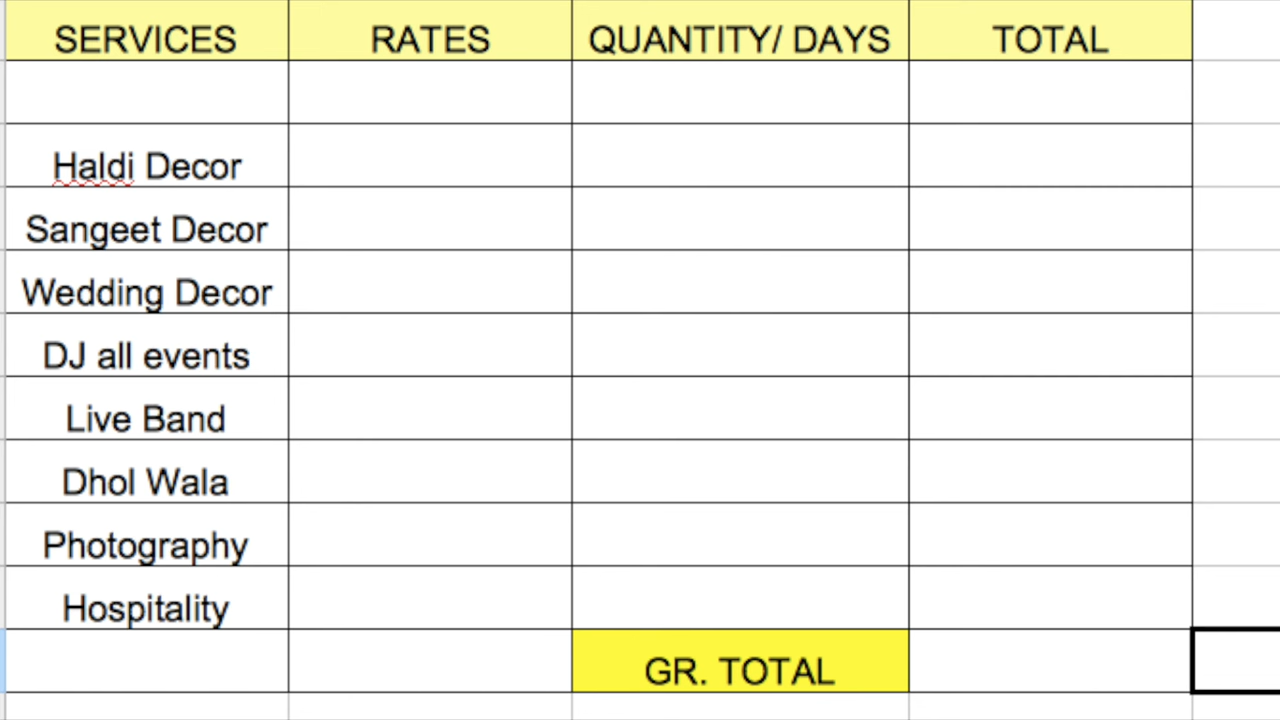 SERVICES RATES QUANTITY/ DAYS TOTAL
Haldi Decor
Sangeet Decor
Wedding Decor
DJ all events
Live Band
Dhol Wala
Photography
Hospitality
GR. TOTAL